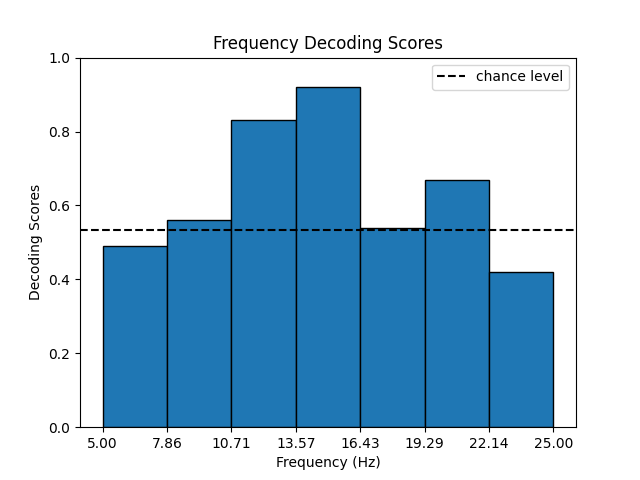 Frequency Decoding Scores
chance level
1.0
0.8
0.6
0.4
0.2
0.0
Decoding Scores
5.00 7.86 10.71 13.57 16.43 19.29 22.14 25.00
Frequency (Hz)